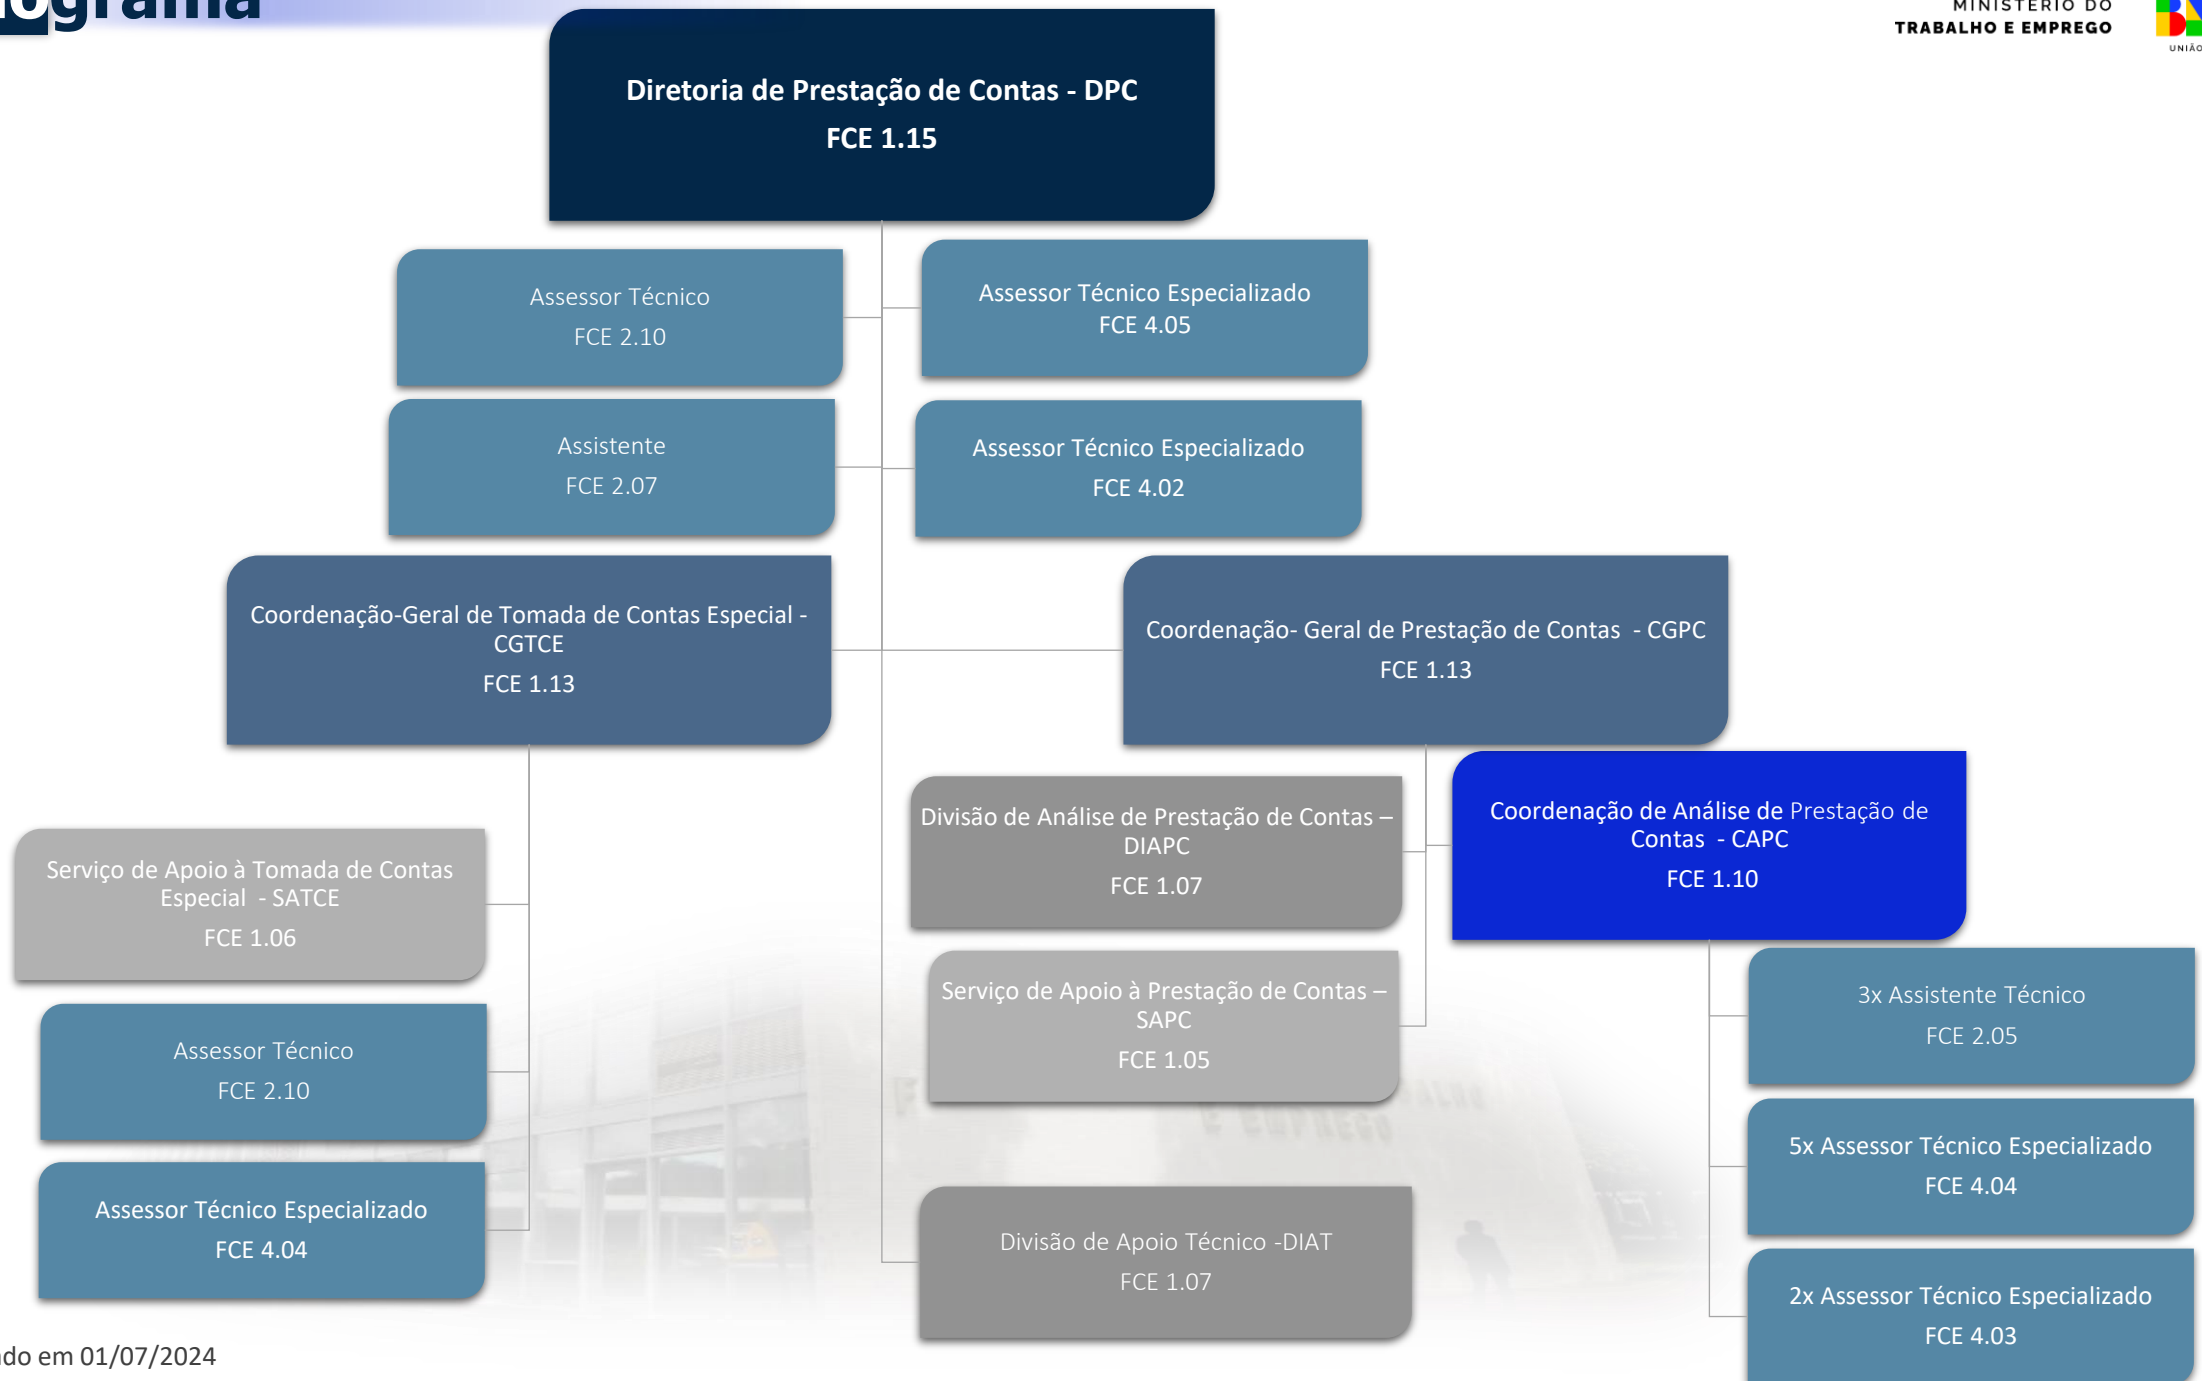 ograma
MINISTÉRIO DO
TRABALHO E EMPREGO
UNIÃO
Diretoria de Prestação de Contas - DPC
FCE 1.15
Assessor Técnico
FCE 2.10
Assessor Técnico Especializado
FCE 4.05
Assistente
FCE 2.07
Assessor Técnico Especializado
FCE 4.02
Coordenação-Geral de Tomada de Contas Especial -
CGTCE
FCE 1.13
Coordenação- Geral de Prestação de Contas  - CGPC
FCE 1.13
Serviço de Apoio à Tomada de Contas
Especial  - SATCE
FCE 1.06
Assessor Técnico
FCE 2.10
Assessor Técnico Especializado
FCE 4.04
Divisão de Análise de Prestação de Contas –
DIAPC
FCE 1.07
Serviço de Apoio à Prestação de Contas –
SAPC
FCE 1.05
Coordenação de Análise de Prestação de
Contas  - CAPC
FCE 1.10
3x Assistente Técnico
FCE 2.05
5x Assessor Técnico Especializado
FCE 4.04
2x Assessor Técnico Especializado
FCE 4.03
Divisão de Apoio Técnico -DIAT
FCE 1.07
E EMPREGO
do em 01/07/2024